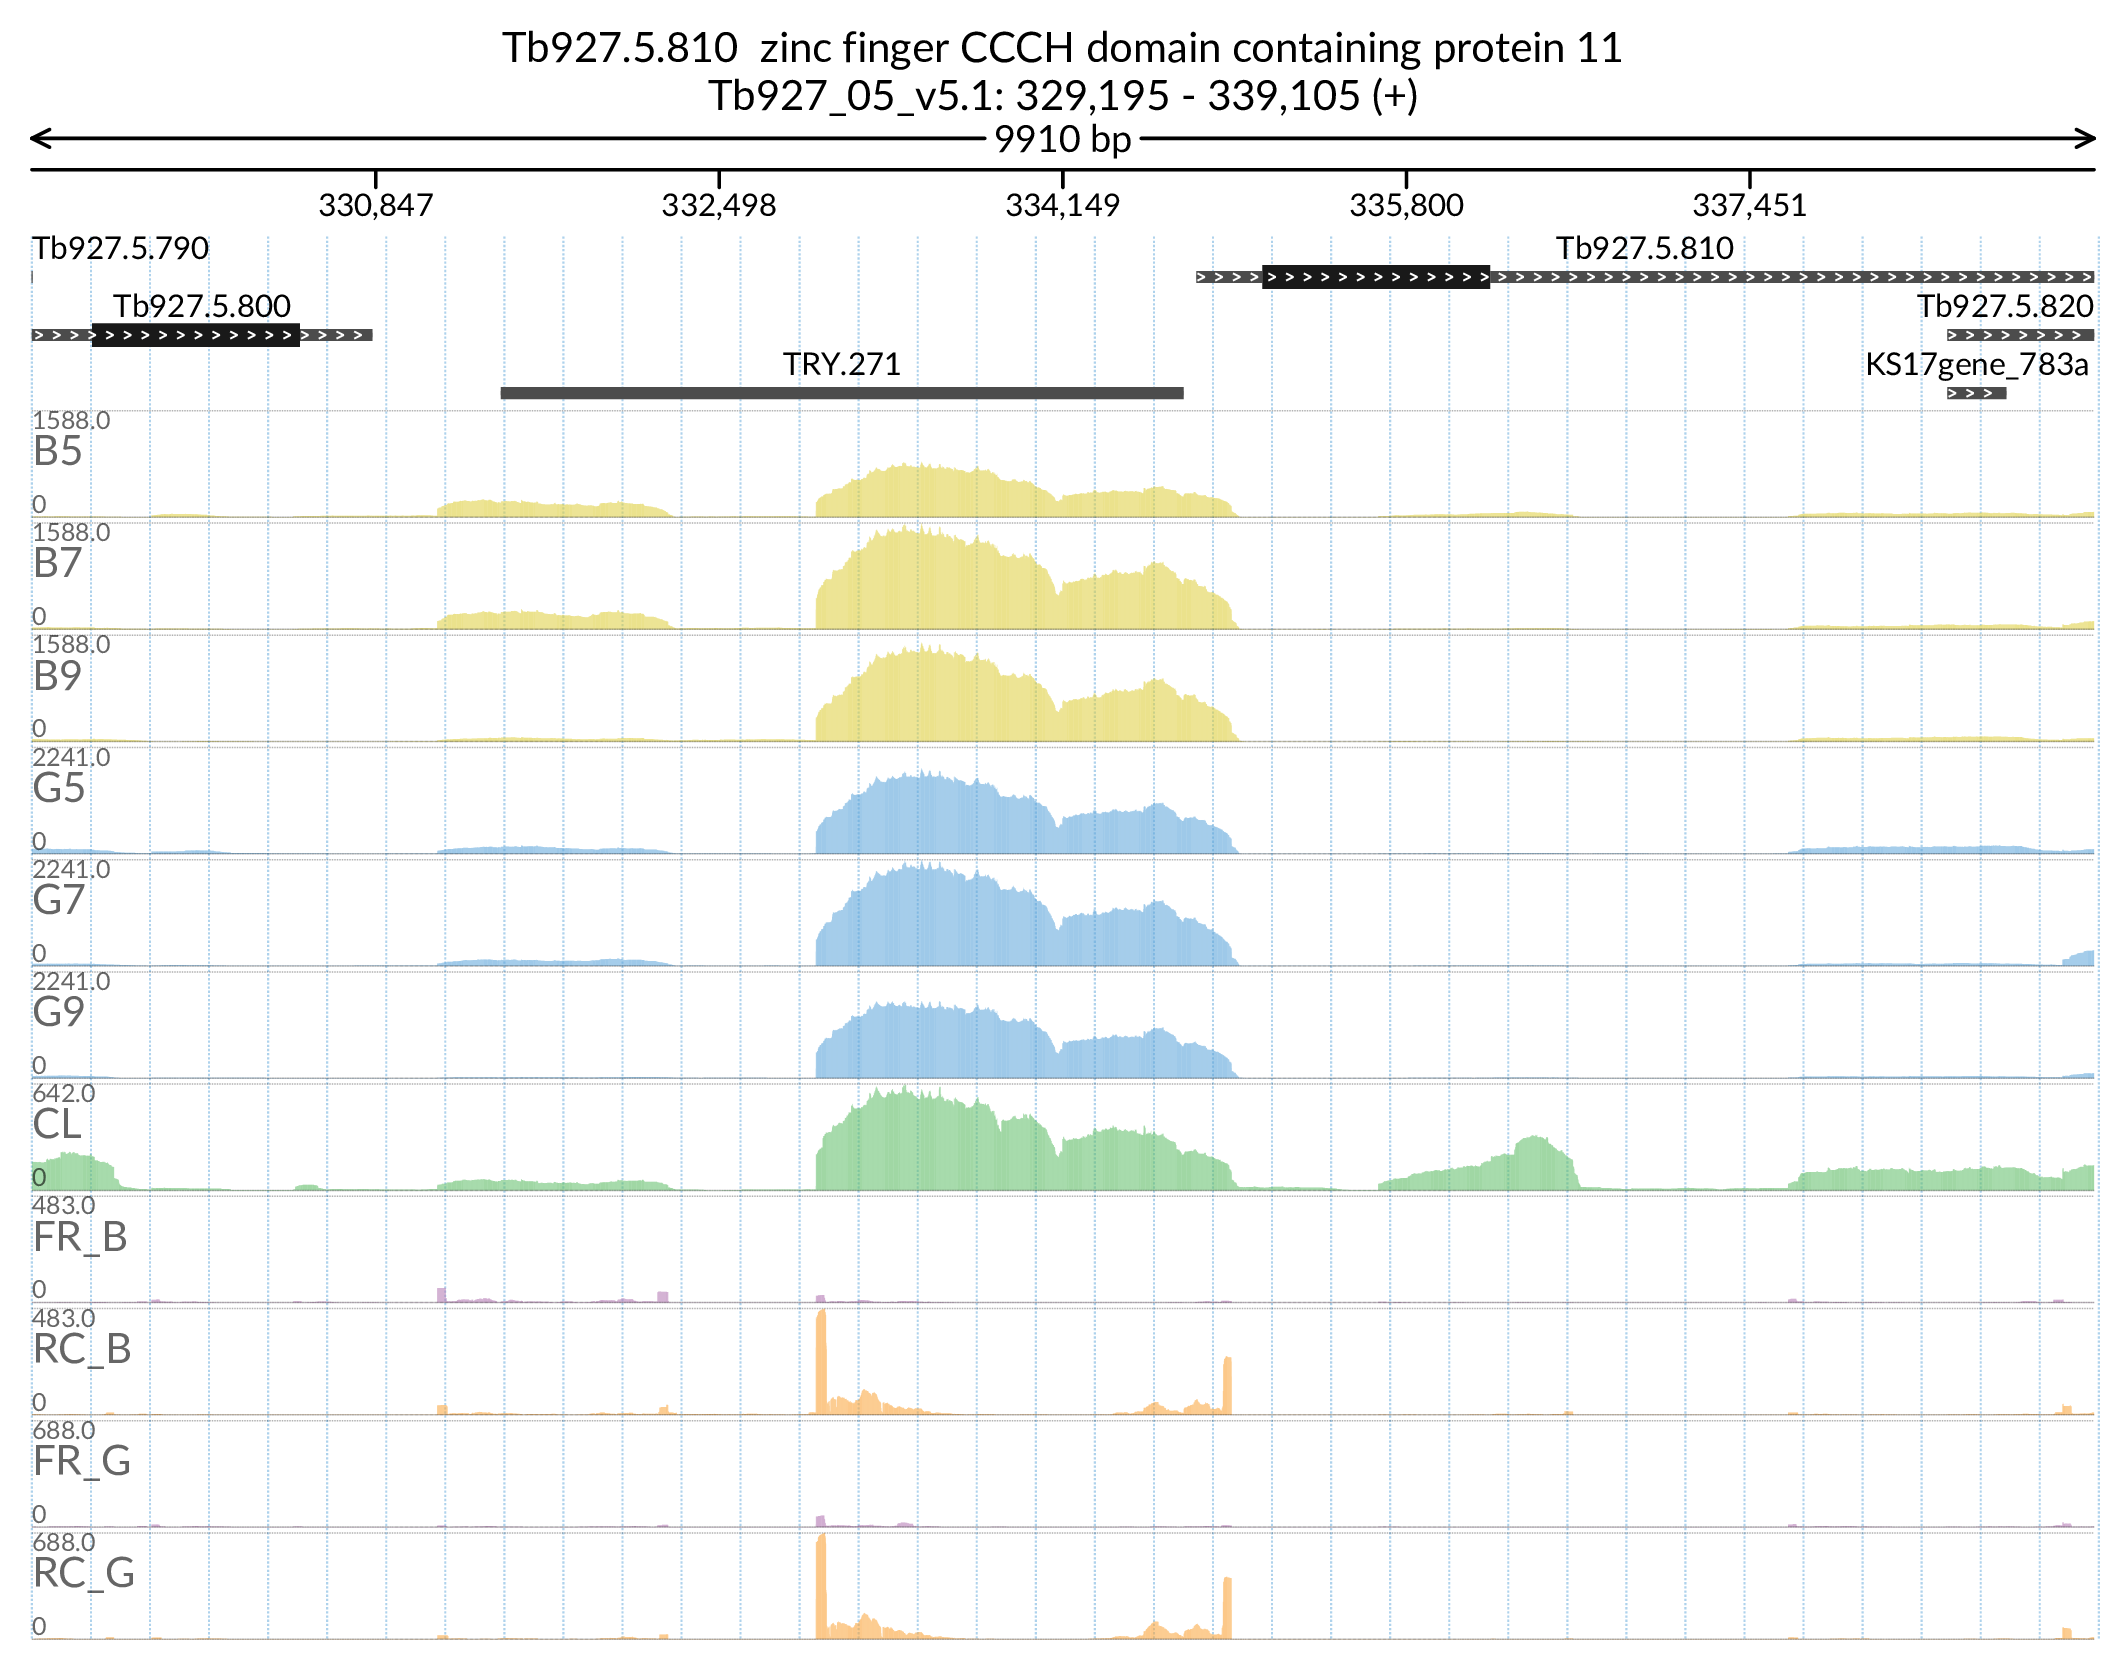 Tb927.5.810  zinc finger CCCH domain containing protein 11
Tb927_05_v5.1: 329,195 - 339,105 (+)
9910 bp
330,847 332,498 334,149 335,800 337,451
Tb927.5.790 Tb927.5.810
Tb927.5.800 Tb927.5.820
TRY.271 KS17gene_783a
1588.0
B5
0
1588.0
B7
0
1588.0
B9
0
2241.0
G5
0
2241.0
G7
0
2241.0
G9
0
642.0
CL
0
483.0
FR_B
0
483.0
RC_B
0
688.0
FR_G
0
688.0
RC_G
0